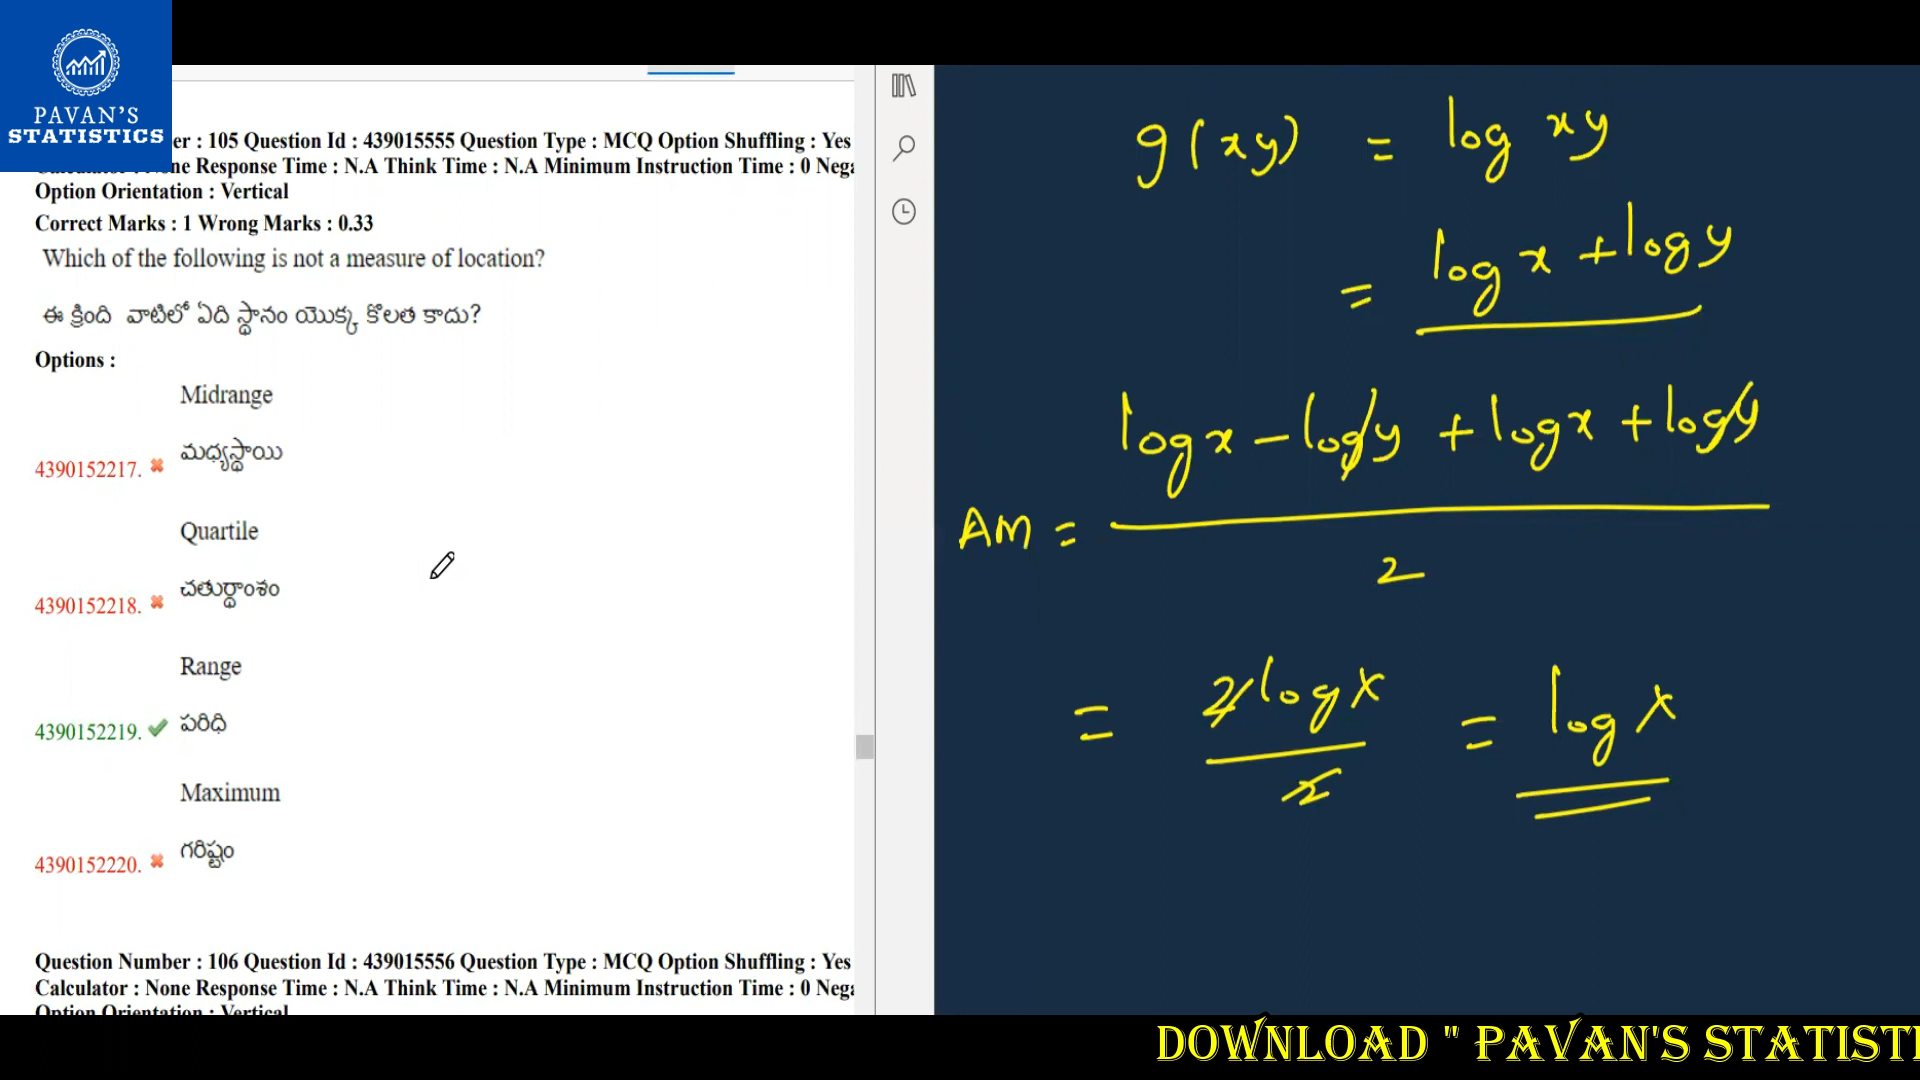 PAVAN'S
STATISTICS
er : 105 Question Id : 439015555 Question Type : MCQ Option Shuffling : Yes
ne Response Time : N.A Think Time : N.A Minimum Instruction Time : 0 Nega
Option Orientation : Vertical
Correct Marks : 1 Wrong Marks : 0.33
Which of the following is not a measure of location?
ఈ క్రింది వాటిలో ఏది స్థానం యొక్క కొలత కాదు?
Options :
Midrange
మధ్యస్థాయి
4390152217.
Quartile
చతుర్థాంశం
4390152218.
Range
పరిధి
4390152219.
Maximum
గరిష్టం
4390152220.
Question Number : 106 Question Id : 439015556 Question Type : MCQ Option Shuffling : Yes
Calculator : None Response Time : N.A Think Time : N.A Minimum Instruction Time : 0 Nega
Option Orientation : Vertical
g(xy) = log xy
= log x + log y
log x - log y + log x + log y
AM =
2
= 2 log x = log x
2
DOWNLOAD " PAVAN'S STATISTI